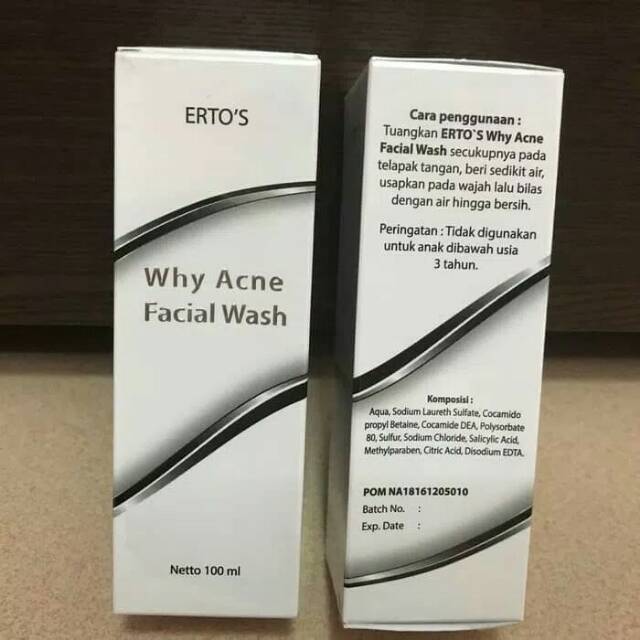 ERTO'S
Why Acne
Facial Wash
Netto 100 ml
Cara penggunaan :
Tuangkan ERTO`S Why Acne
Facial Wash secukupnya pada
telapak tangan, beri sedikit air,
usapkan pada wajah lalu bilas
dengan air hingga bersih.
Peringatan : Tidak digunakan
untuk anak dibawah usia
3 tahun.
Komposisi :
Aqua, Sodium Laureth Sulfate, Cocamido
propyl Betaine, Cocamide DEA, Polysorbate
80, Sulfur, Sodium Chloride, Salicylic Acid,
Methylparaben, Citric Acid, Disodium EDTA.
POM NA18161205010
Batch No. :
Exp. Date :